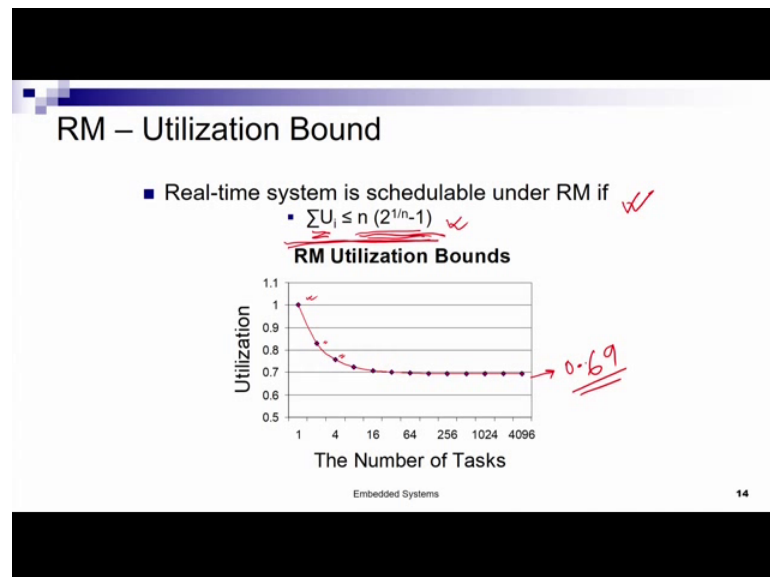 RM – Utilization Bound
Real-time system is schedulable under RM if
∑Uᵢ ≤ n (2^{1/n}-1)
RM Utilization Bounds
1.1
1
0.9
0.8
0.7
0.6
0.5
0.69
Utilization
1 4 16 64 256 1024 4096
The Number of Tasks
Embedded Systems
14